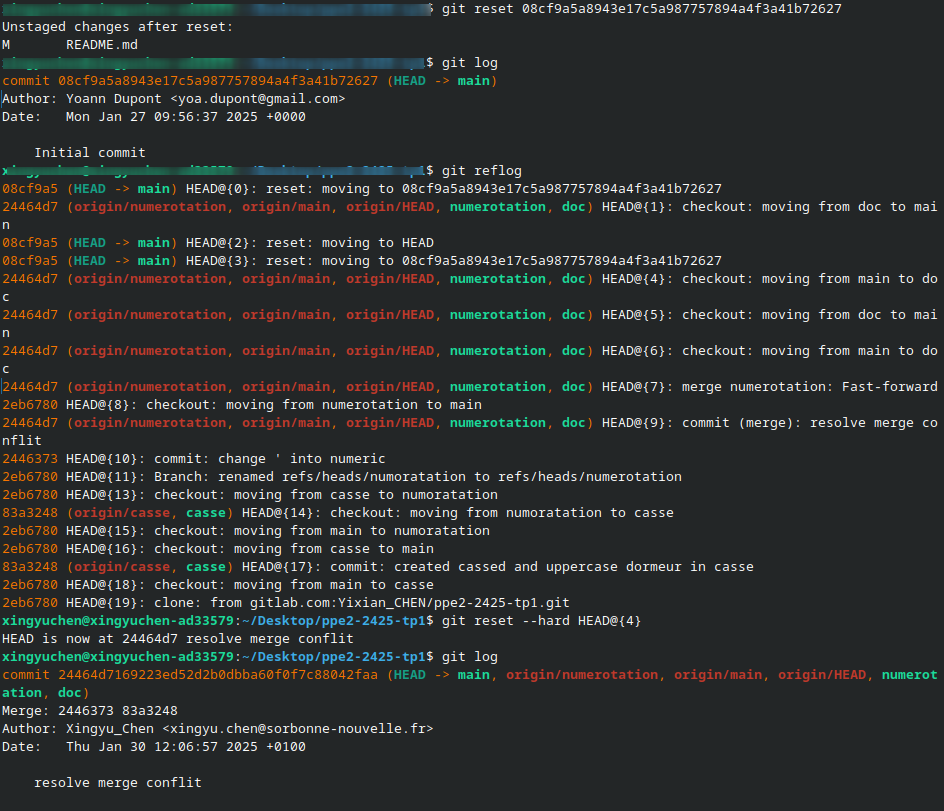 $ git reset 08cf9a5a8943e17c5a987757894a4f3a41b72627
Unstaged changes after reset:
M       README.md
$ git log
commit 08cf9a5a8943e17c5a987757894a4f3a41b72627 (HEAD -> main)
Author: Yoann Dupont <yoa.dupont@gmail.com>
Date:   Mon Jan 27 09:56:37 2025 +0000
    Initial commit
$ git reflog
08cf9a5 (HEAD -> main) HEAD@{0}: reset: moving to 08cf9a5a8943e17c5a987757894a4f3a41b72627
24464d7 (origin/numerotation, origin/main, origin/HEAD, numerotation, doc) HEAD@{1}: checkout: moving from doc to mai
n
08cf9a5 (HEAD -> main) HEAD@{2}: reset: moving to HEAD
08cf9a5 (HEAD -> main) HEAD@{3}: reset: moving to 08cf9a5a8943e17c5a987757894a4f3a41b72627
24464d7 (origin/numerotation, origin/main, origin/HEAD, numerotation, doc) HEAD@{4}: checkout: moving from main to do
c
24464d7 (origin/numerotation, origin/main, origin/HEAD, numerotation, doc) HEAD@{5}: checkout: moving from doc to mai
n
24464d7 (origin/numerotation, origin/main, origin/HEAD, numerotation, doc) HEAD@{6}: checkout: moving from main to do
c
24464d7 (origin/numerotation, origin/main, origin/HEAD, numerotation, doc) HEAD@{7}: merge numerotation: Fast-forward
2eb6780 HEAD@{8}: checkout: moving from numerotation to main
24464d7 (origin/numerotation, origin/main, origin/HEAD, numerotation, doc) HEAD@{9}: commit (merge): resolve merge co
nflit
2446373 HEAD@{10}: commit: change ' into numeric
2eb6780 HEAD@{11}: Branch: renamed refs/heads/numoratation to refs/heads/numerotation
2eb6780 HEAD@{13}: checkout: moving from casse to numoratation
83a3248 (origin/casse, casse) HEAD@{14}: checkout: moving from numoratation to casse
2eb6780 HEAD@{15}: checkout: moving from main to numoratation
2eb6780 HEAD@{16}: checkout: moving from casse to main
83a3248 (origin/casse, casse) HEAD@{17}: commit: created cassed and uppercase dormeur in casse
2eb6780 HEAD@{18}: checkout: moving from main to casse
2eb6780 HEAD@{19}: clone: from gitlab.com:Yixian_CHEN/ppe2-2425-tp1.git
xingyuchen@xingyuchen-ad33579:~/Desktop/ppe2-2425-tp1$ git reset --hard HEAD@{4}
HEAD is now at 24464d7 resolve merge conflit
xingyuchen@xingyuchen-ad33579:~/Desktop/ppe2-2425-tp1$ git log
commit 24464d7169223ed52d2b0dbba60f0f7c88042faa (HEAD -> main, origin/numerotation, origin/main, origin/HEAD, numerot
ation, doc)
Merge: 2446373 83a3248
Author: Xingyu_Chen <xingyu.chen@sorbonne-nouvelle.fr>
Date:   Thu Jan 30 12:06:57 2025 +0100
    resolve merge conflit